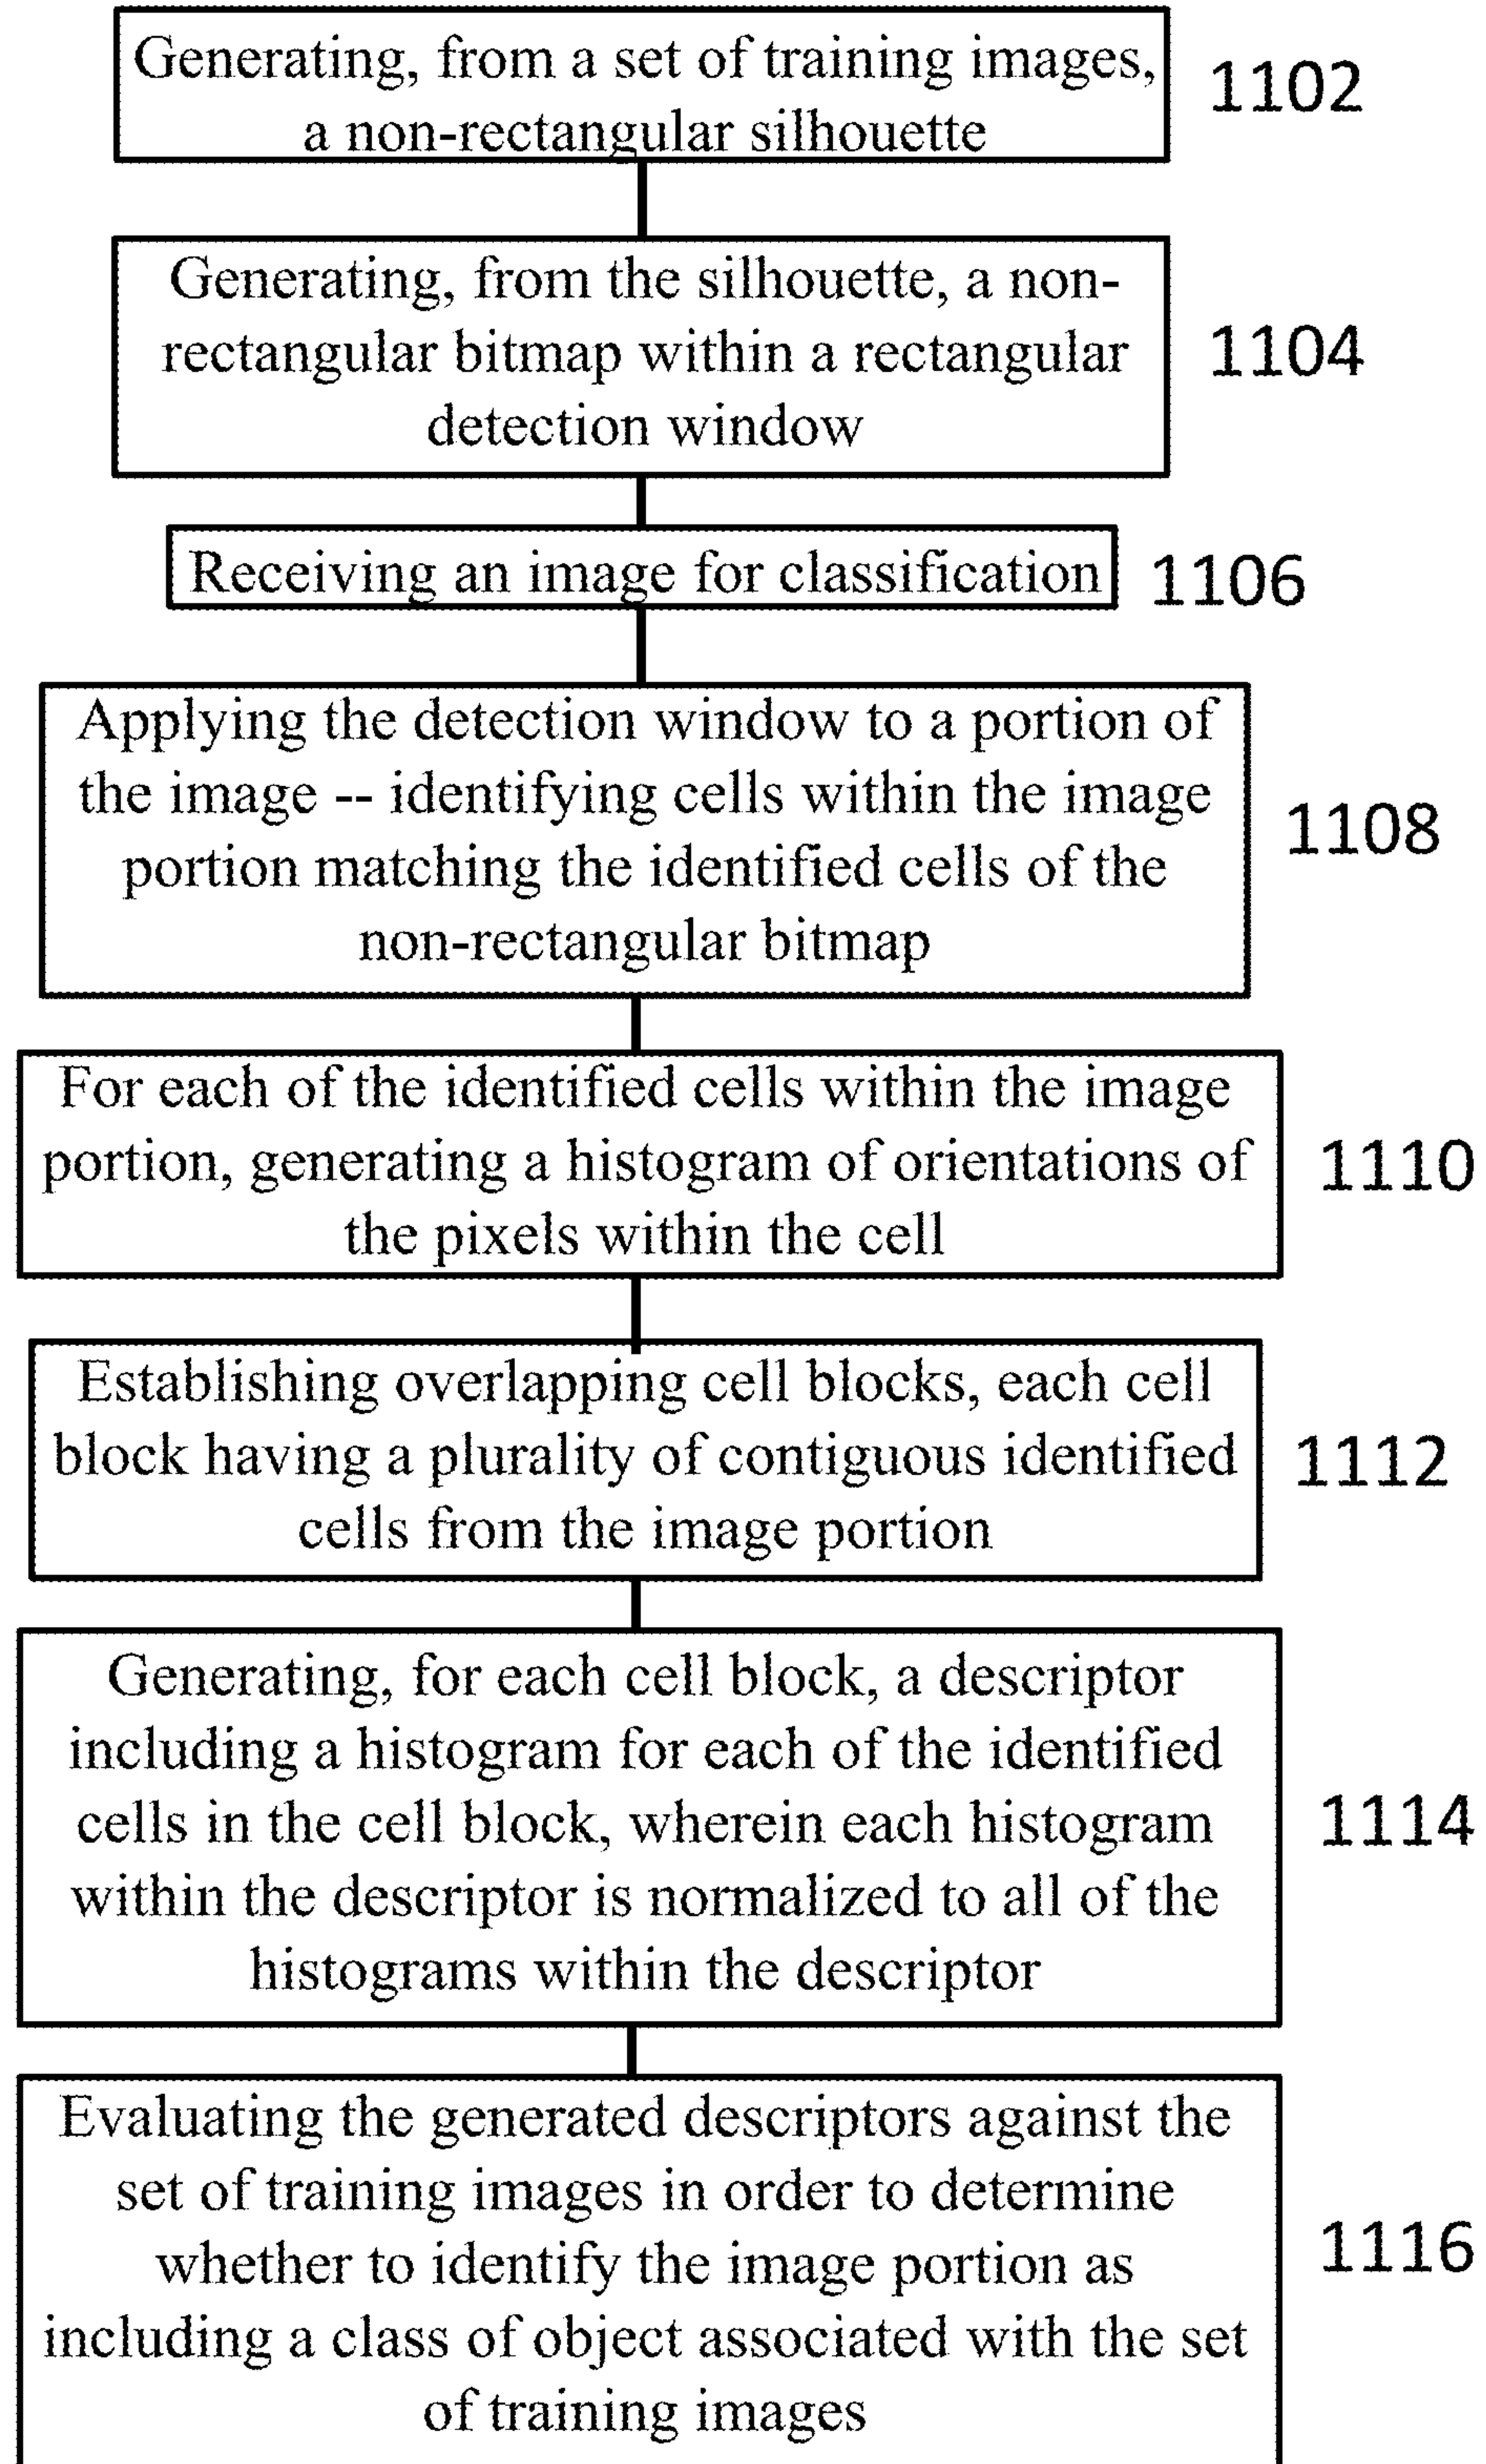 Generating, from a set of training images,
a non-rectangular silhouette
1102
Generating, from the silhouette, a non-
rectangular bitmap within a rectangular
detection window
1104
Receiving an image for classification
1106
Applying the detection window to a portion of
the image -- identifying cells within the image
portion matching the identified cells of the
non-rectangular bitmap
1108
For each of the identified cells within the image
portion, generating a histogram of orientations of
the pixels within the cell
1110
Establishing overlapping cell blocks, each cell
block having a plurality of contiguous identified
cells from the image portion
1112
Generating, for each cell block, a descriptor
including a histogram for each of the identified
cells in the cell block, wherein each histogram
within the descriptor is normalized to all of the
histograms within the descriptor
1114
Evaluating the generated descriptors against the
set of training images in order to determine
whether to identify the image portion as
including a class of object associated with the set
of training images
1116